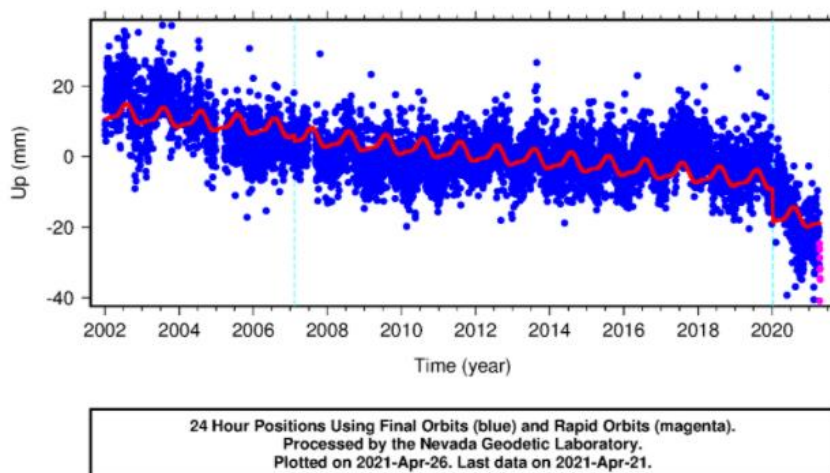 Up (mm)
20
0
-20
-40
2002 2004 2006 2008 2010 2012 2014 2016 2018 2020
Time (year)
24 Hour Positions Using Final Orbits (blue) and Rapid Orbits (magenta).
Processed by the Nevada Geodetic Laboratory.
Plotted on 2021-Apr-26. Last data on 2021-Apr-21.